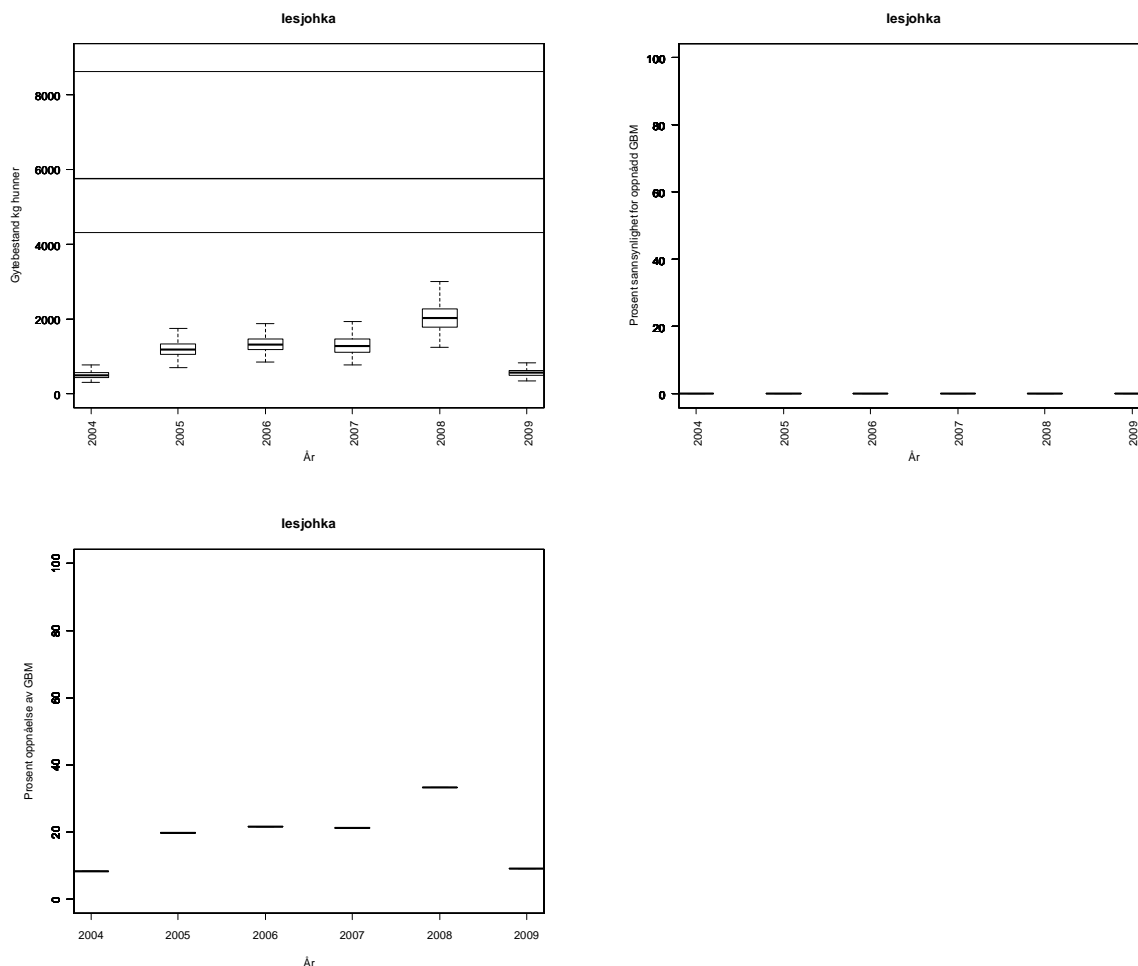 Iesjohka
Gytebestand kg hunner
8000
6000
4000
2000
0
2004
2005
2006
2007
2008
2009
År
Iesjohka
Prosent sannsynlighet for oppnådd GBM
100
80
60
40
20
0
2004
2005
2006
2007
2008
2009
År
Iesjohka
Prosent oppnåelse av GBM
100
80
60
40
20
0
2004 2005 2006 2007 2008 2009
År